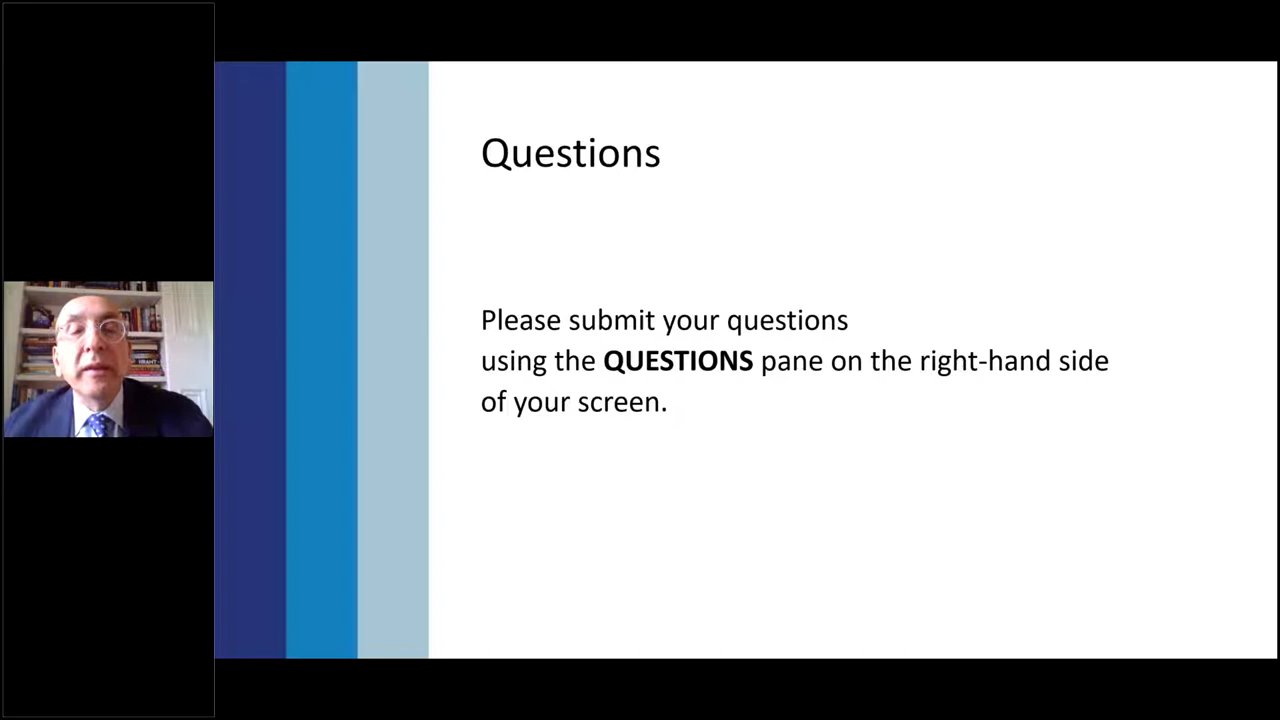 Questions
Please submit your questions
using the QUESTIONS pane on the right-hand side
of your screen.